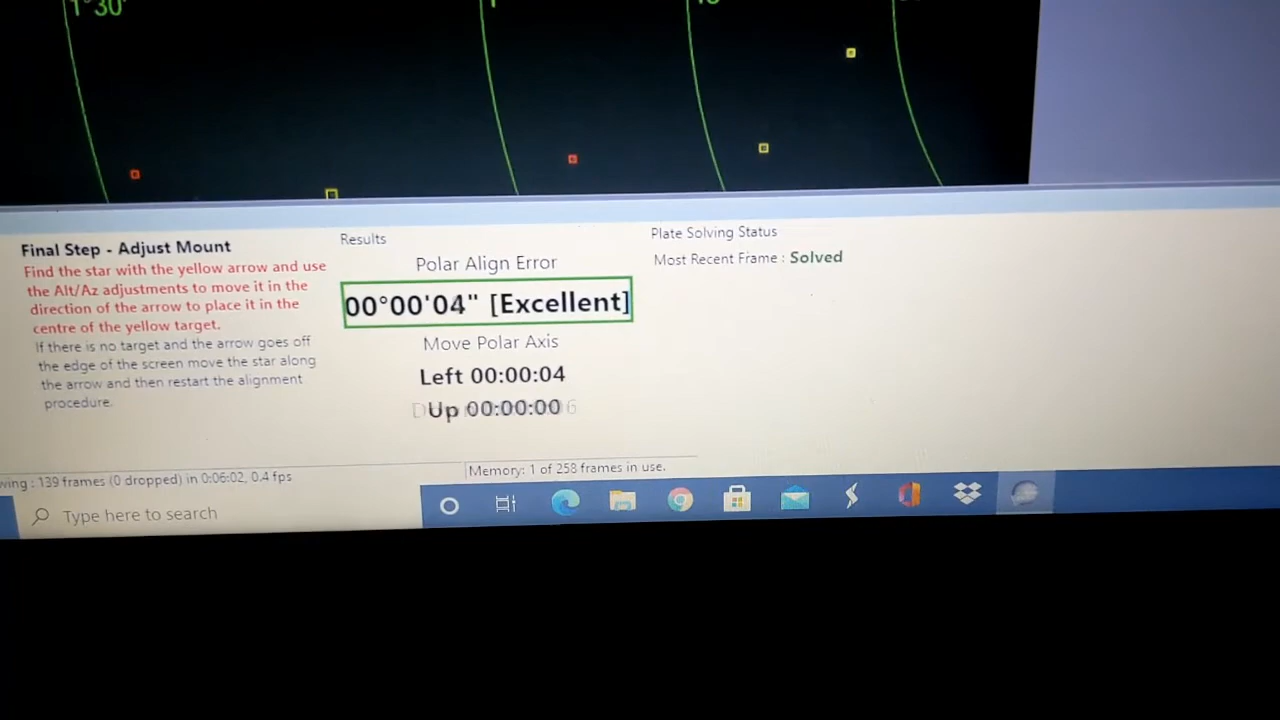 1°30'
Final Step - Adjust Mount
Find the star with the yellow arrow and use
the Alt/Az adjustments to move it in the
direction of the arrow to place it in the
centre of the yellow target.
If there is no target and the arrow goes off
the edge of the screen move the star along
the arrow and then restart the alignment
procedure.
Results
Polar Align Error
00°00'04" [Excellent]
Move Polar Axis
Left 00:00:04
Up 00:00:00
Plate Solving Status
Most Recent Frame : Solved
wing : 139 frames (0 dropped) in 0:06:02, 0.4 fps
Memory: 1 of 258 frames in use.
Type here to search